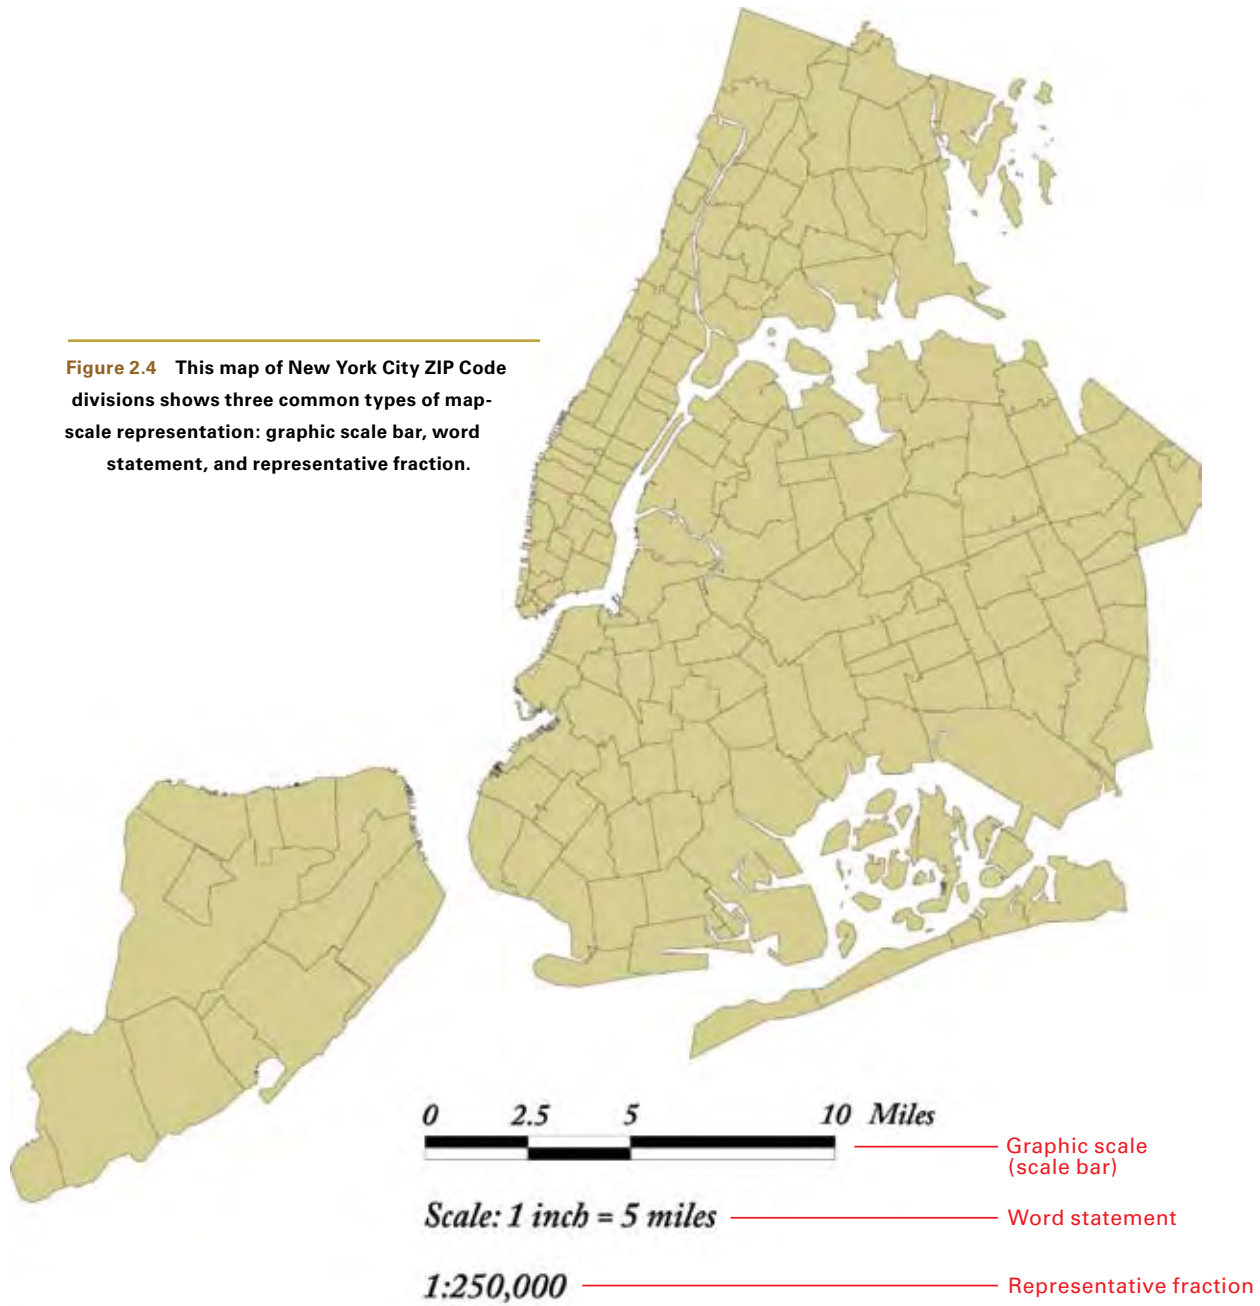 Figure 2.4 This map of New York City ZIP Code
divisions shows three common types of map-
scale representation: graphic scale bar, word
statement, and representative fraction.
0 2.5 5 10 Miles
Graphic scale
(scale bar)
Scale: 1 inch = 5 miles
Word statement
1:250,000
Representative fraction